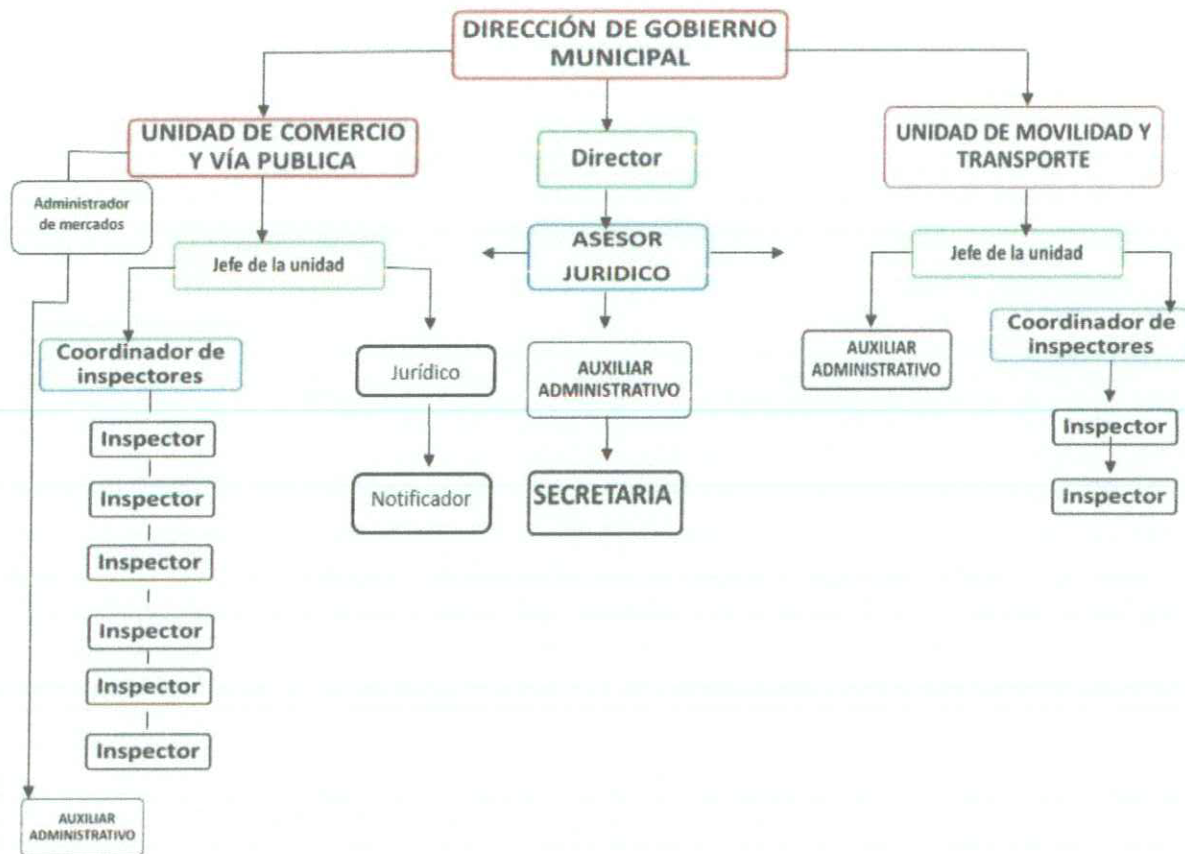 DIRECCIÓN DE GOBIERNO
MUNICIPAL
UNIDAD DE COMERCIO
Y VÍA PUBLICA
Director
UNIDAD DE MOVILIDAD Y
TRANSPORTE
Administrador
de mercados
Jefe de la unidad
ASESOR
JURIDICO
Jefe de la unidad
Coordinador de
inspectores
Jurídico
AUXILIAR
ADMINISTRATIVO
AUXILIAR
ADMINISTRATIVO
Coordinador de
inspectores
Inspector
Inspector
Inspector
Inspector
Inspector
Inspector
Notificador
SECRETARIA
Inspector
Inspector
AUXILIAR
ADMINISTRATIVO